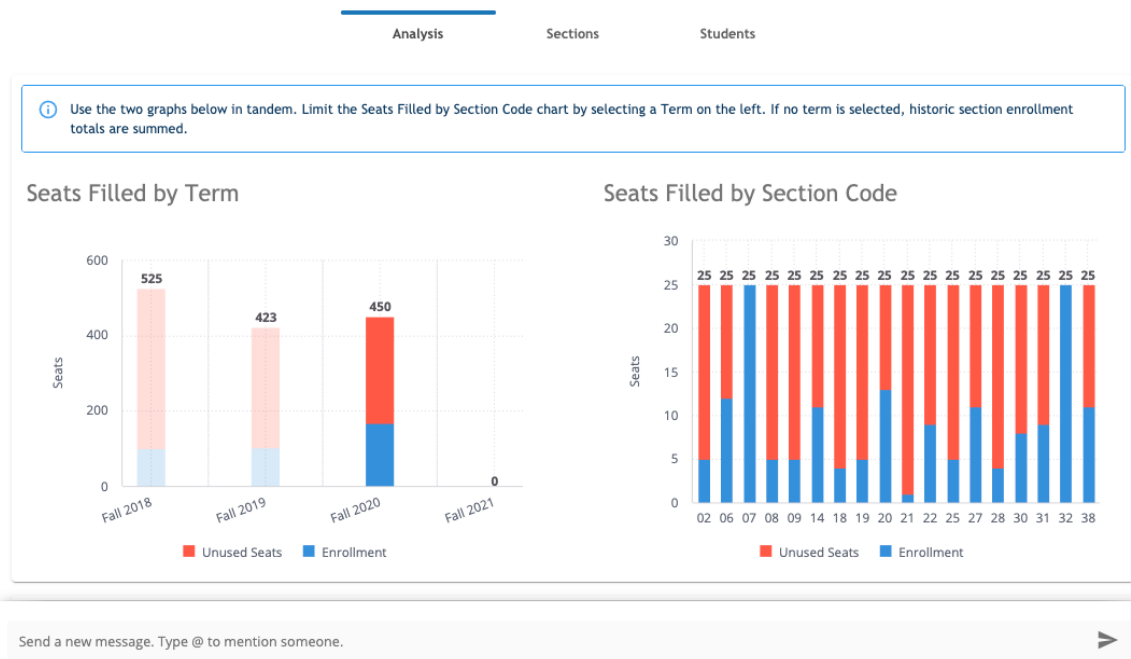 Analysis Sections Students
Use the two graphs below in tandem. Limit the Seats Filled by Section Code chart by selecting a Term on the left. If no term is selected, historic section enrollment
totals are summed.
Seats Filled by Term
600
400
200
0
Seats
525
423
450
0
Fall 2018 Fall 2019 Fall 2020 Fall 2021
Unused Seats Enrollment
Seats Filled by Section Code
30
25
20
15
10
5
0
Seats
25 25 25 25 25 25 25 25 25 25 25 25 25 25 25 25 25 25
02 06 07 08 09 14 18 19 20 21 22 25 27 28 30 31 32 38
Unused Seats Enrollment
Send a new message. Type @ to mention someone.